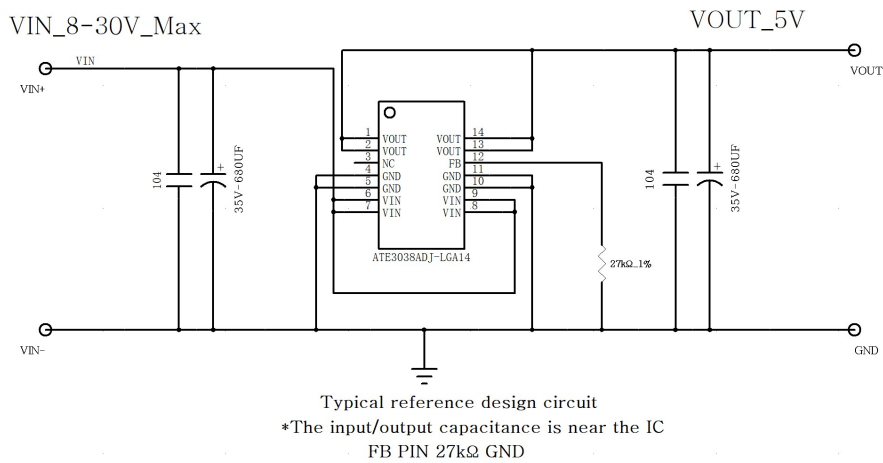 VIN_8-30V_Max
VOUT_5V
VIN
VIN+
VOUT
1 VOUT
2 VOUT
3 NC
4 GND
5 GND
6 VIN
7 VIN
VOUT 14
VOUT 13
FB 12
GND 11
GND 10
VIN 9
VIN 8
ATE3038ADJ-LGA14
104
35V-680UF
+
27kΩ_1%
104
35V-680UF
+
VIN-
GND
Typical reference design circuit
*The input/output capacitance is near the IC
FB PIN 27kΩ GND